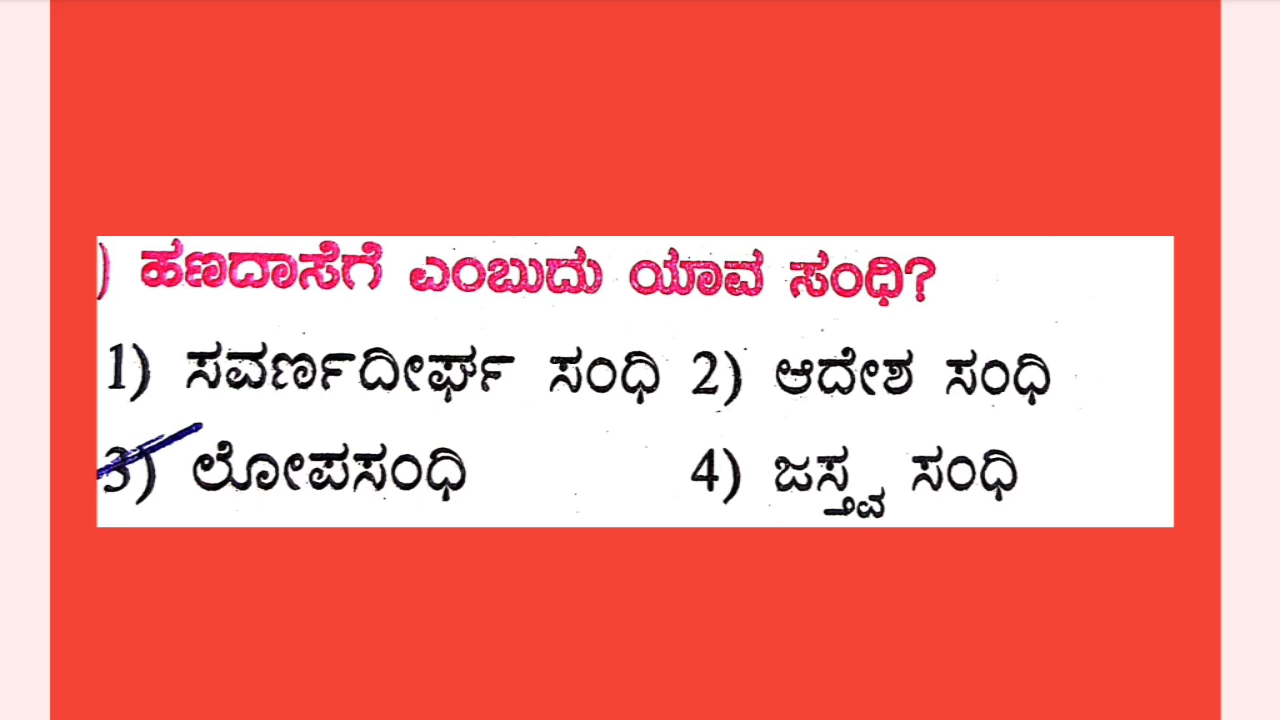 ) ಹಣದಾಸೆಗೆ ಎಂಬುದು ಯಾವ ಸಂಧಿ?
1) ಸವರ್ಣದೀರ್ಘ ಸಂಧಿ 2) ಆದೇಶ ಸಂಧಿ
3) ಲೋಪಸಂಧಿ 4) ಜಸ್ತ್ವ ಸಂಧಿ